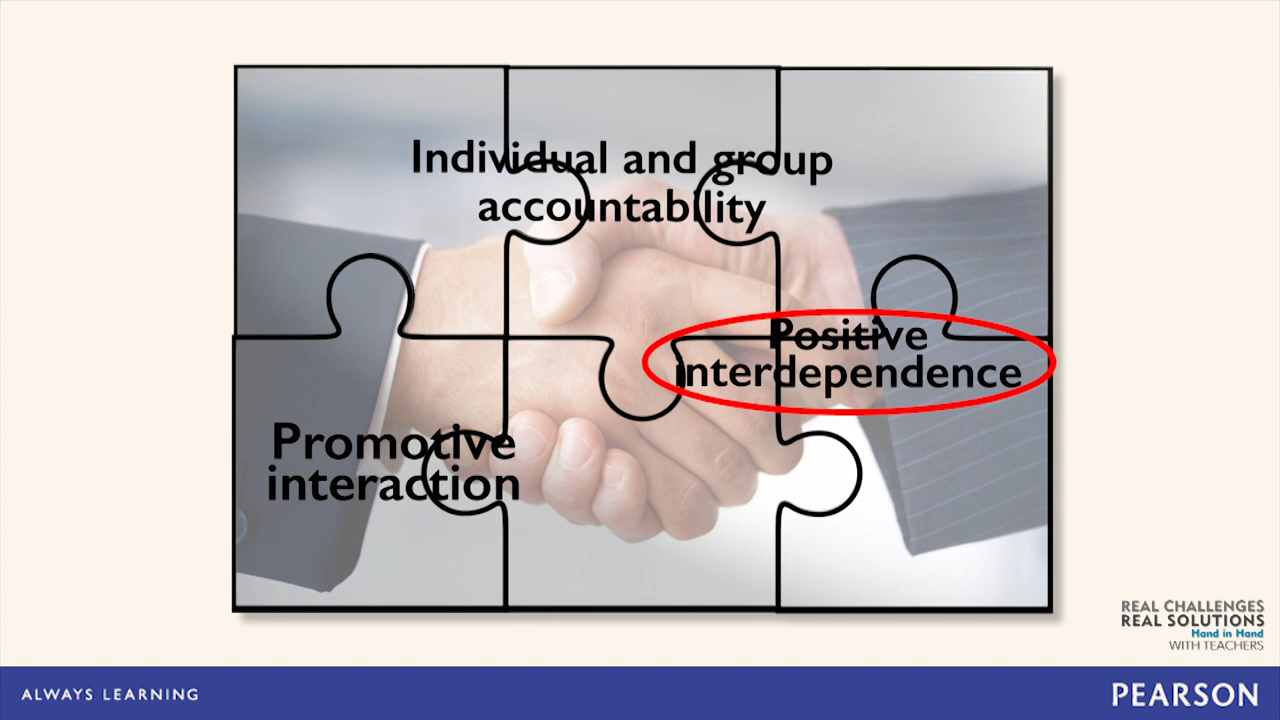 Individual and group
accountability
Positive
interdependence
Promotive
interaction
REAL CHALLENGES
REAL SOLUTIONS
Hand in Hand
WITH TEACHERS
ALWAYS LEARNING
PEARSON